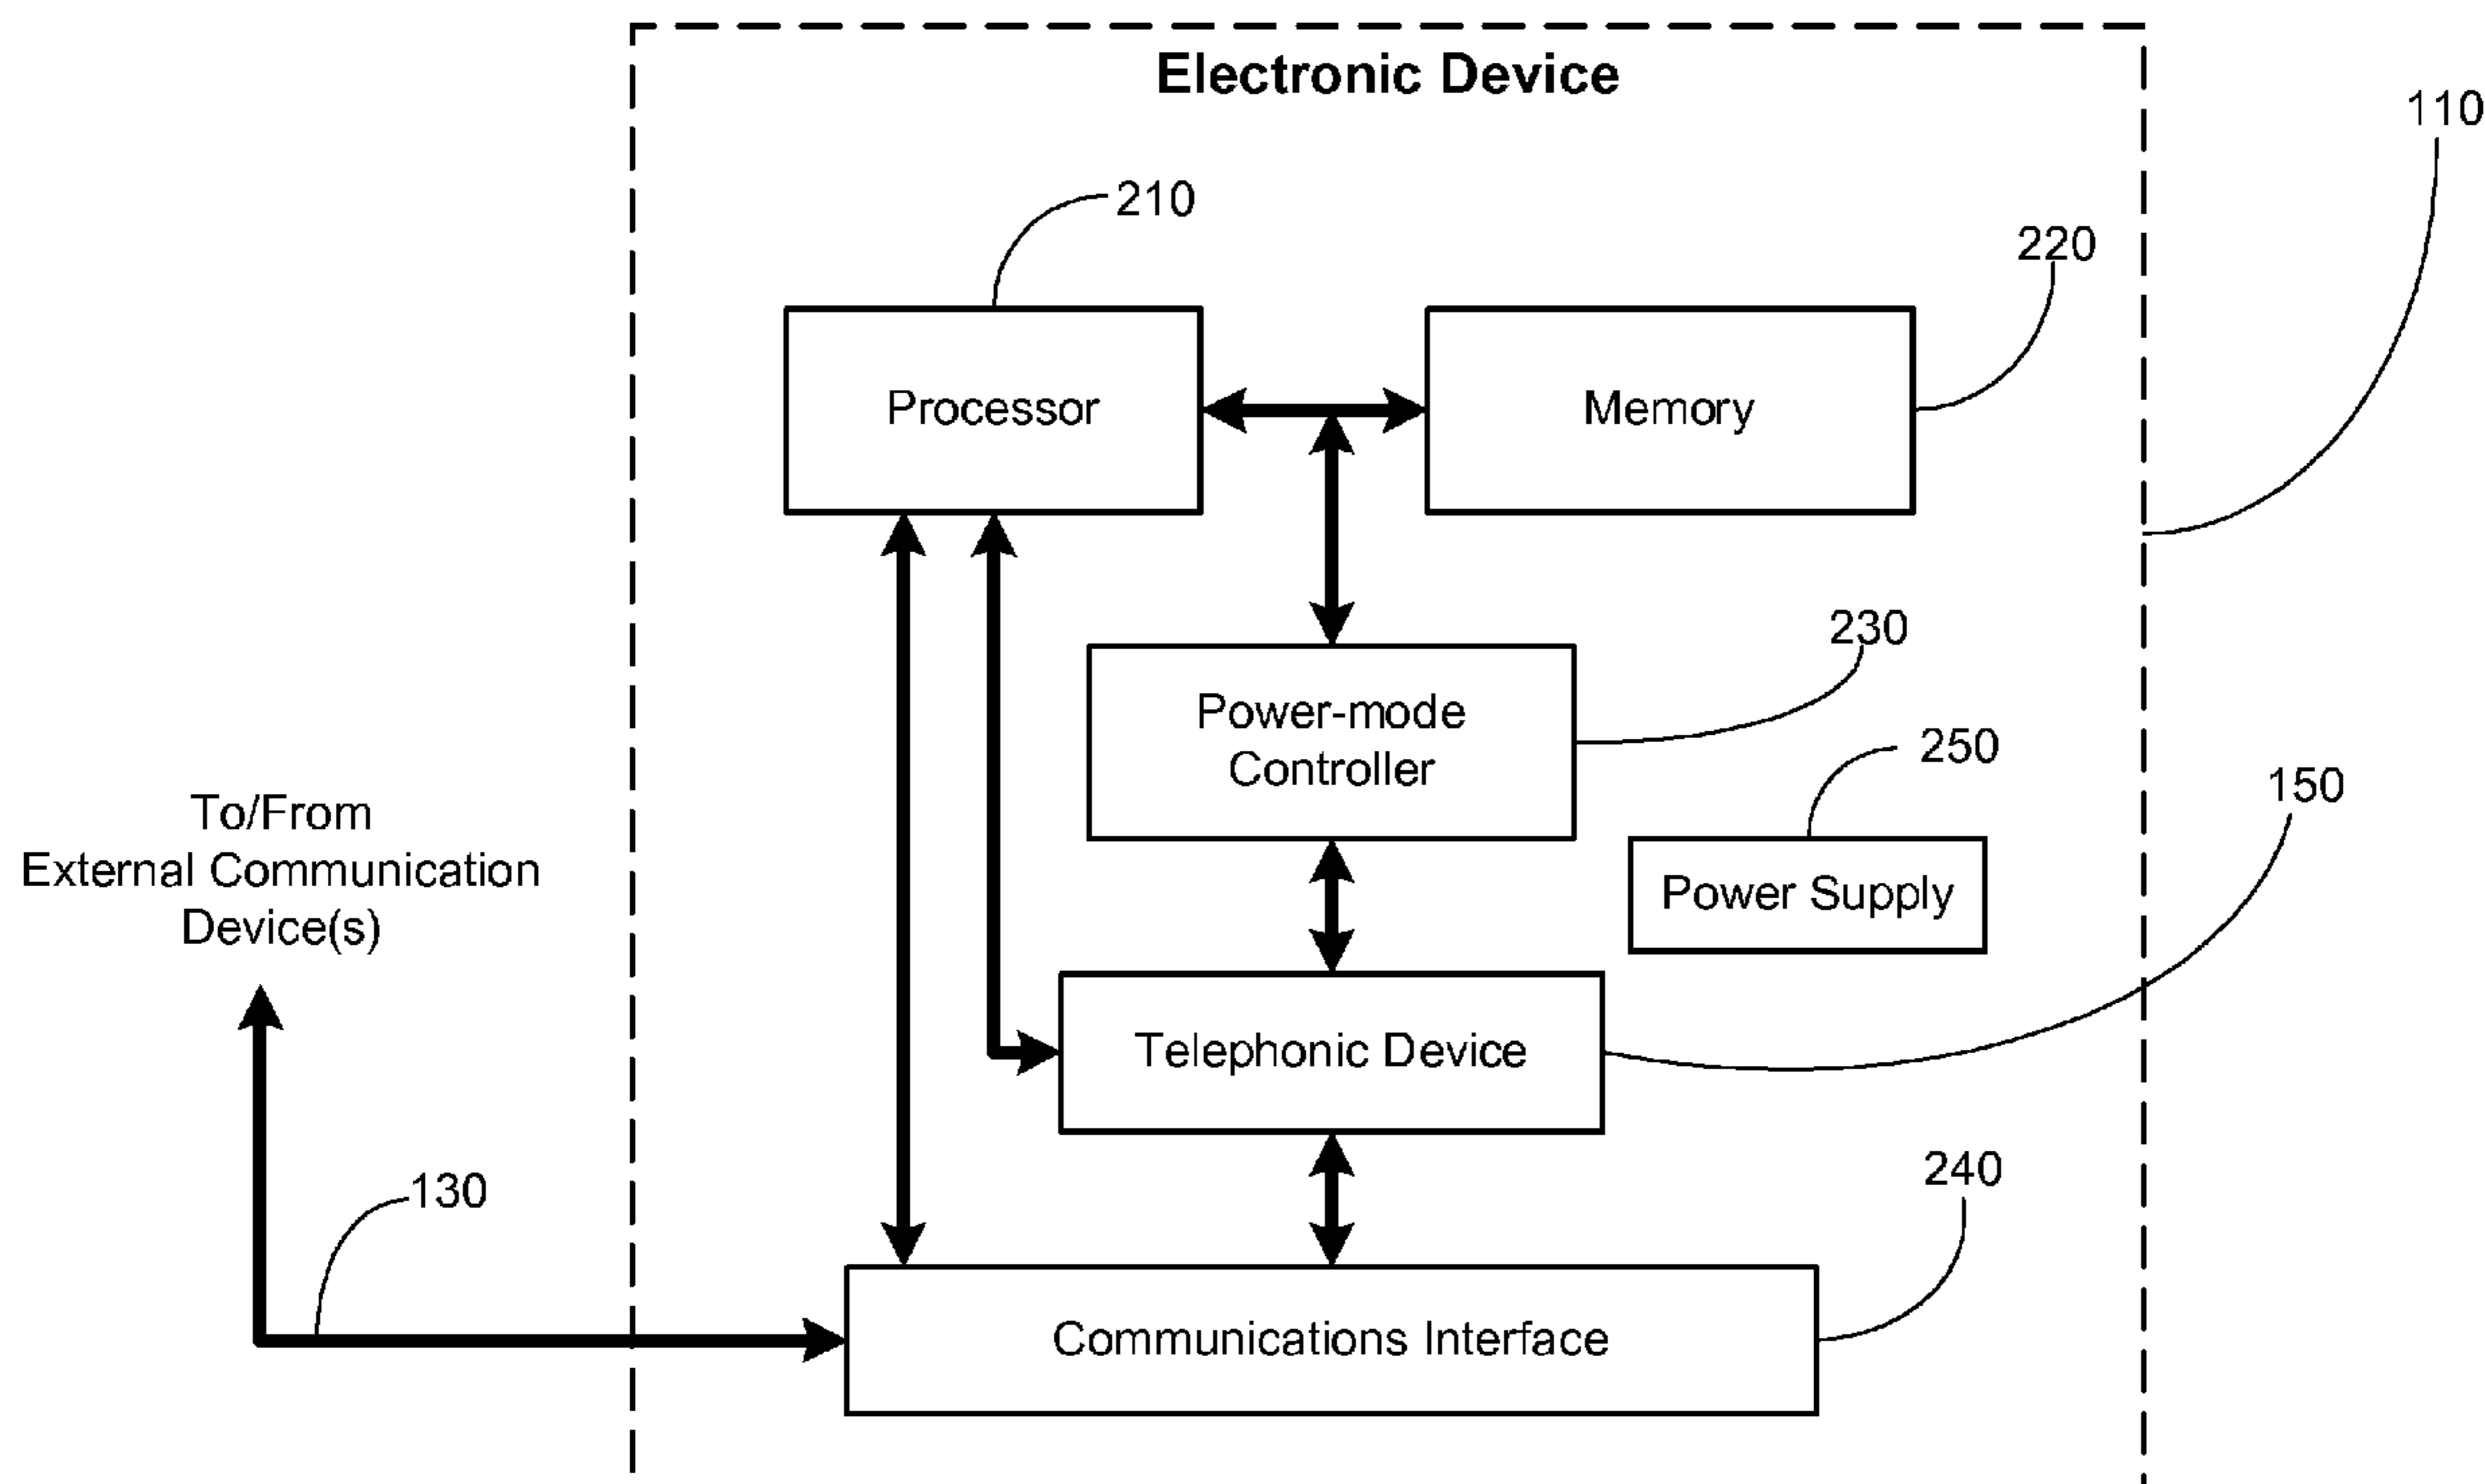 Electronic Device
110
210
220
Processor
Memory
230
Power-mode
Controller
250
150
To/From
External Communication
Device(s)
Power Supply
Telephonic Device
130
240
Communications Interface